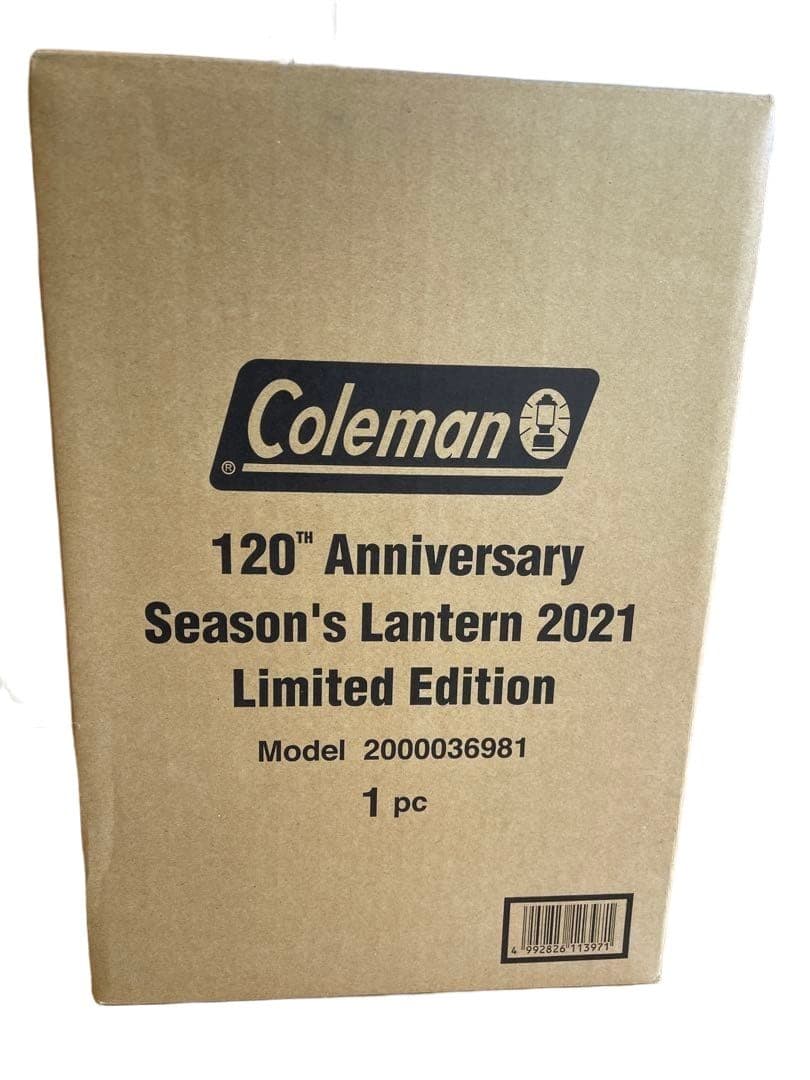 Coleman
®
120TH Anniversary
Season's Lantern 2021
Limited Edition
Model 2000036981
1 pc
4 992826 113971